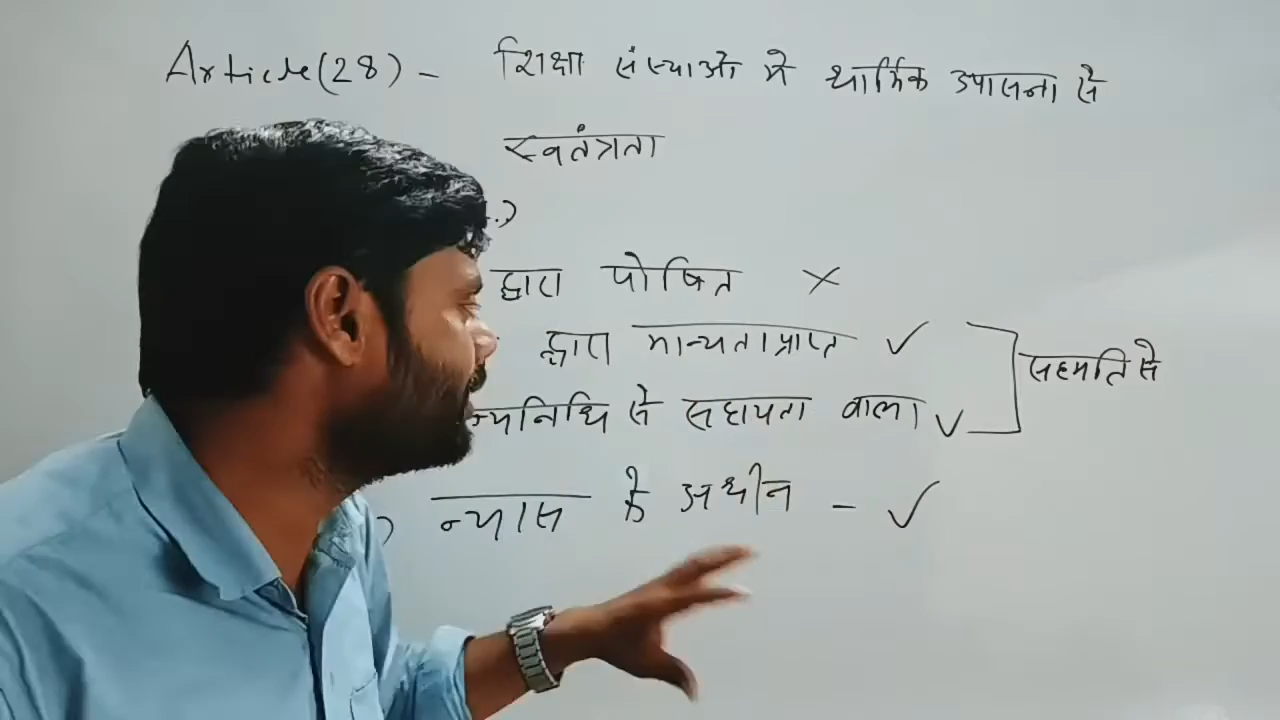 Article(28) - शिक्षा संस्थाओं में धार्मिक उपासना से
स्वतंत्रता
द्वारा पोषित ×
द्वारा मान्यताप्राप्त ✓
सहमति से
से सहायता वाला ✓
न्यास के अधीन - ✓